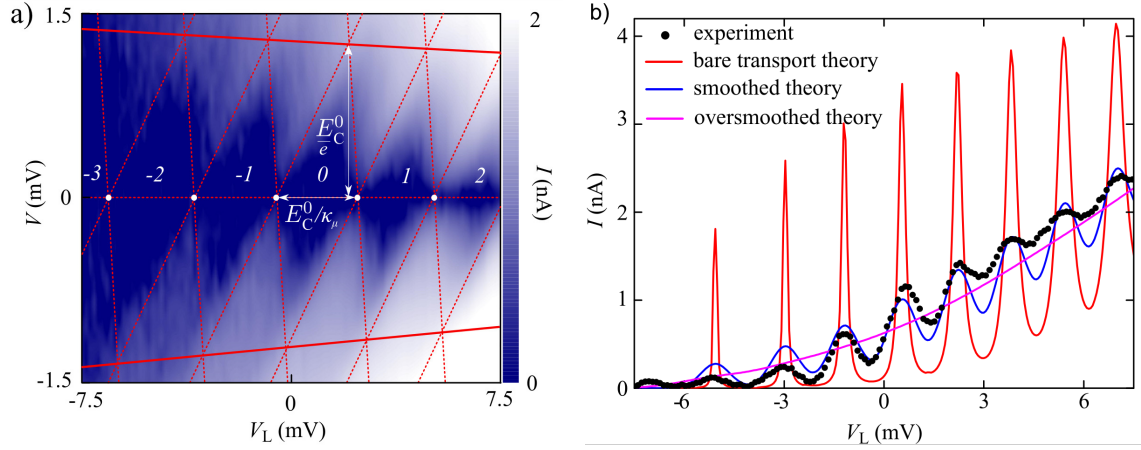 a)
1.5
0
-1.5
V (mV)
-3
-2
-1
0
1
2
E_C^0
e
E_C^0/κ_μ
-7.5
0
7.5
V_L (mV)
2
0
I (nA)
b)
experiment
bare transport theory
smoothed theory
oversmoothed theory
4
3
2
1
0
I (nA)
-6
-3
0
3
6
V_L (mV)